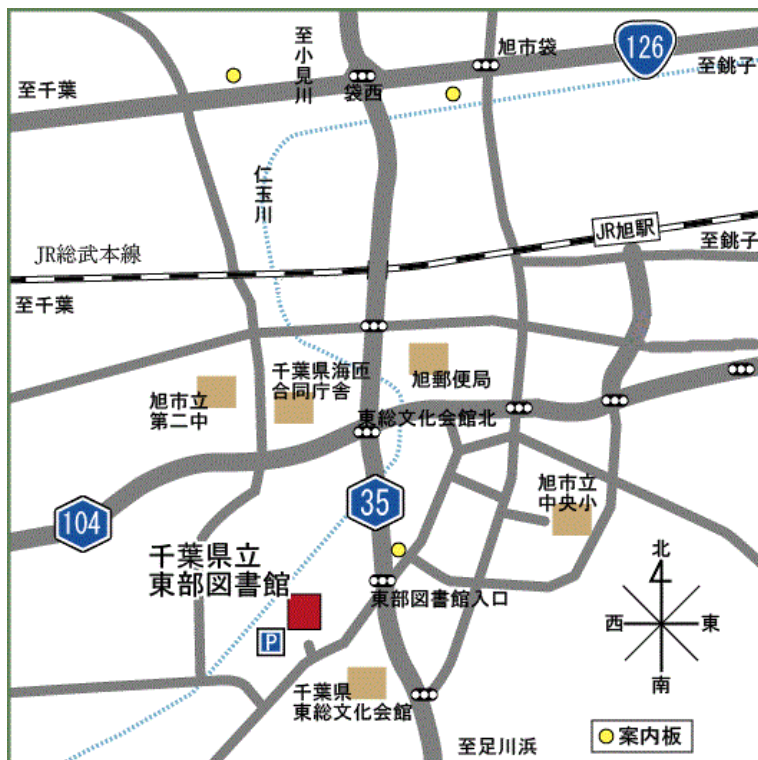 至小見川
旭市袋
126
至千葉
袋西
至銚子
仁玉川
JR総武本線
JR旭駅
至銚子
至千葉
旭市立
第二中
千葉県海匝
合同庁舎
旭郵便局
東総文化会館北
104
35
旭市立
中央小
千葉県立
東部図書館
P
東部図書館入口
北
西
東
南
千葉県
東総文化会館
至足川浜
案内板